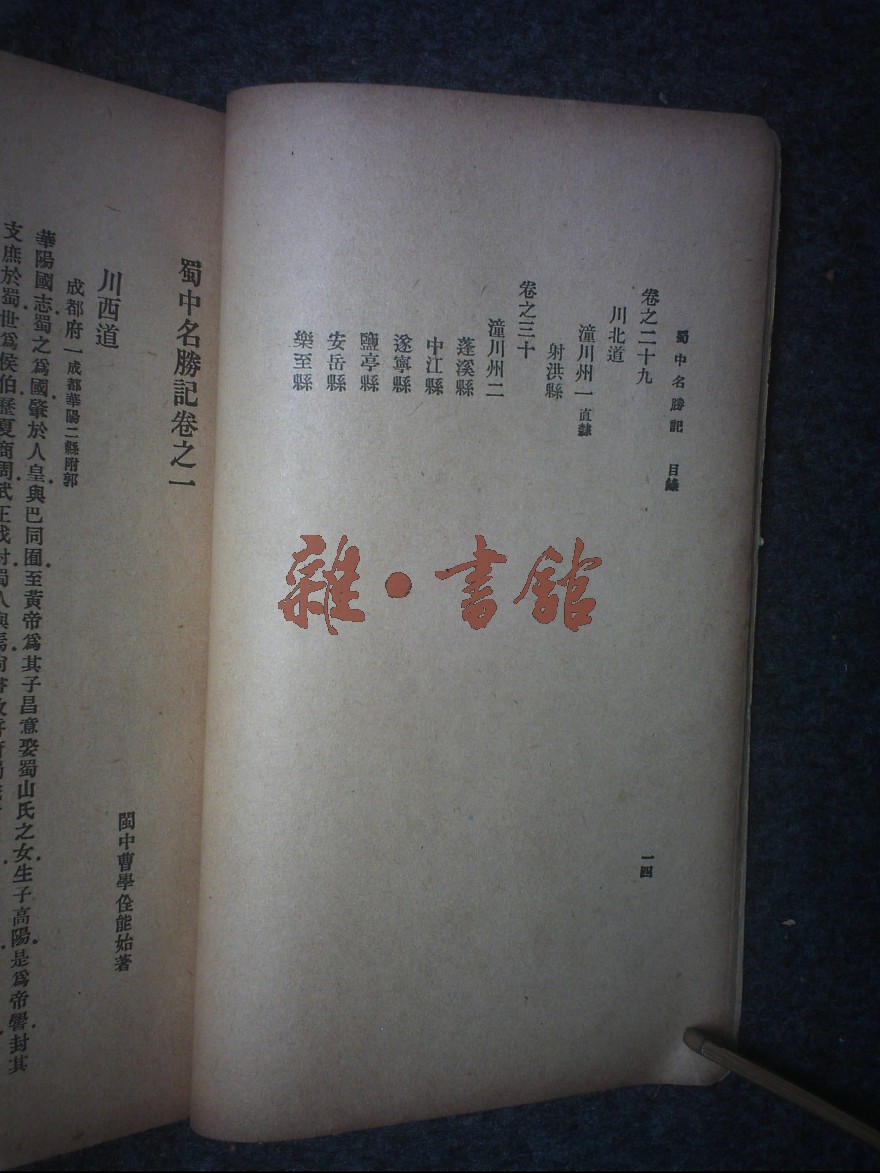 蜀中名勝記 目錄
卷之二十九
川北道
潼川州一直隸
射洪縣
卷之三十
潼川州二
蓬溪縣
中江縣
遂寧縣
鹽亭縣
安岳縣
樂至縣
一四
雜·書館
蜀中名勝記卷之一
閩中曹學佺能始著
川西道
成都府一成都華陽二縣附郭
華陽國志蜀之爲國肇於人皇與巴同囿至黃帝爲其子昌意娶蜀山氏之女生子高陽是爲帝嚳封其
支庶於蜀世爲侯伯歷夏商周武王伐紂蜀人與焉